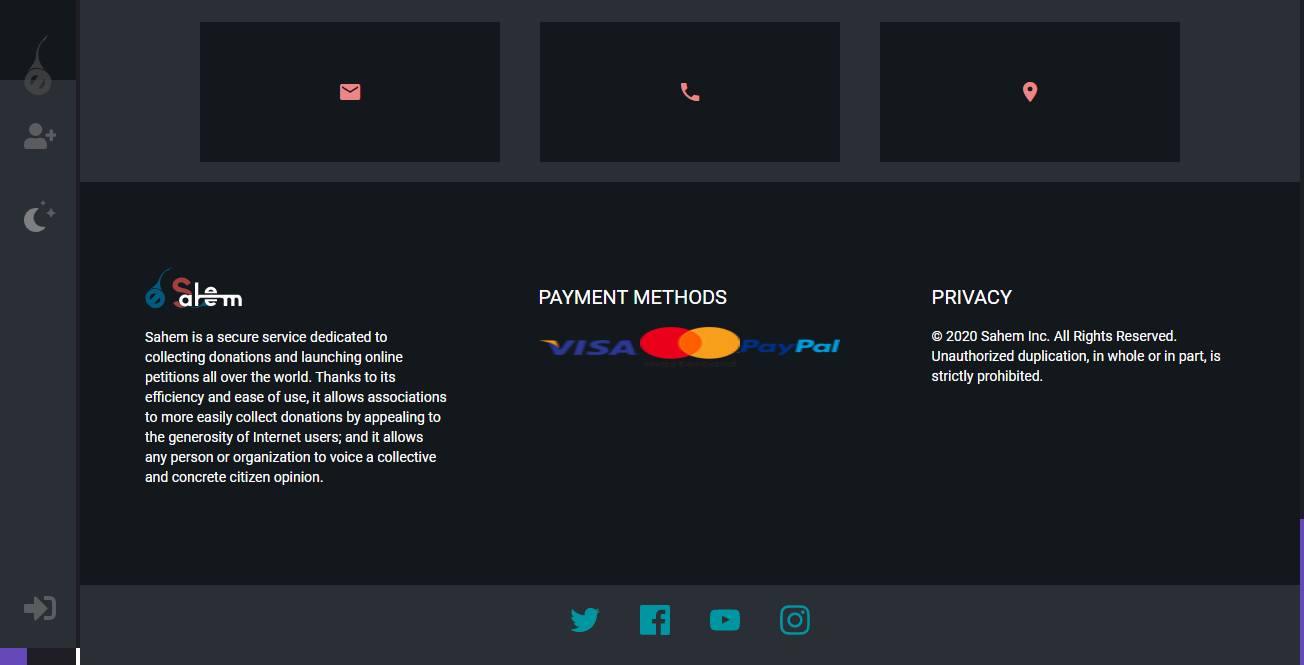 Sahem
Sahem is a secure service dedicated to
collecting donations and launching online
petitions all over the world. Thanks to its
efficiency and ease of use, it allows associations
to more easily collect donations by appealing to
the generosity of Internet users; and it allows
any person or organization to voice a collective
and concrete citizen opinion.
PAYMENT METHODS
VISA
mastercard
PayPal
PRIVACY
© 2020 Sahem Inc. All Rights Reserved.
Unauthorized duplication, in whole or in part, is
strictly prohibited.